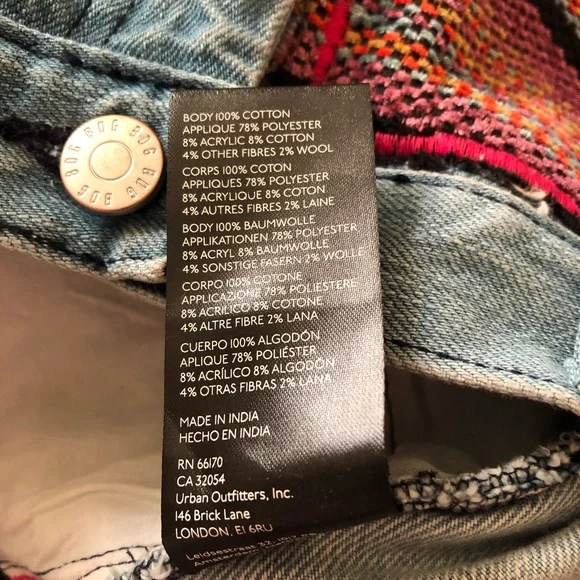 BDG BDG BDG BDG
BODY 100% COTTON
APPLIQUE 78% POLYESTER
8% ACRYLIC 8% COTTON
4% OTHER FIBRES 2% WOOL
CORPS 100% COTON
APPLIQUES 78% POLYESTER
8% ACRYLIQUE 8% COTON
4% AUTRES FIBRES 2% LAINE
BODY 100% BAUMWOLLE
APPLIKATIONEN 78% POLYESTER
8% ACRYL 8% BAUMWOLLE
4% SONSTIGE FASERN 2% WOLLE
CORPO 100% COTONE
APPLICAZIONE 78% POLIESTERE
8% ACRILICO 8% COTONE
4% ALTRE FIBRE 2% LANA
CUERPO 100% ALGODÓN
APLIQUE 78% POLIÉSTER
8% ACRÍLICO 8% ALGODÓN
4% OTRAS FIBRAS 2% LANA
MADE IN INDIA
HECHO EN INDIA
RN 66170
CA 32054
Urban Outfitters, Inc.
146 Brick Lane
LONDON, E1 6RU
Leidsestraat 32,